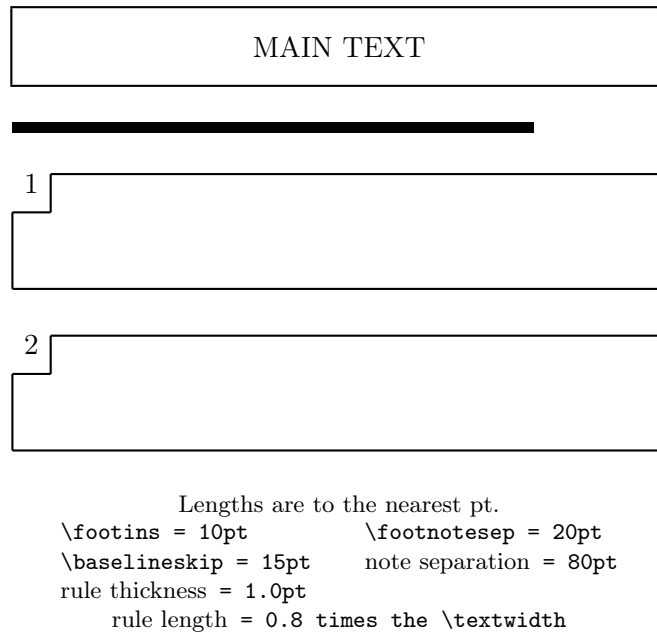 MAIN TEXT
1
2
Lengths are to the nearest pt.
\footins = 10pt \footnotesep = 20pt
\baselineskip = 15pt note separation = 80pt
rule thickness = 1.0pt
rule length = 0.8 times the \textwidth